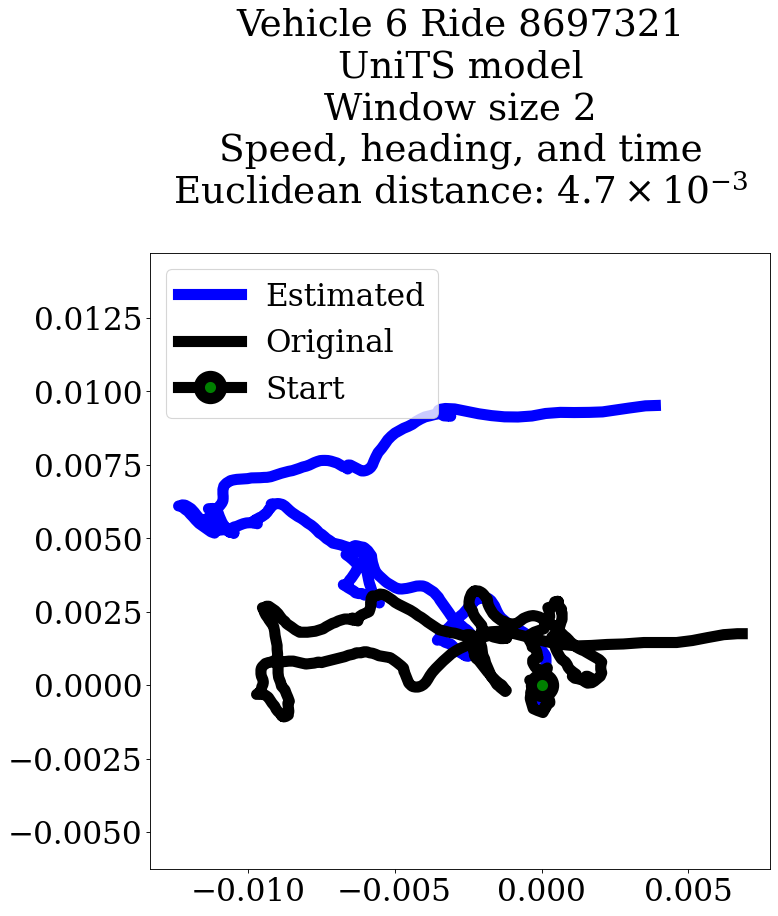 Vehicle 6 Ride 8697321
UniTS model
Window size 2
Speed, heading, and time
Euclidean distance: 4.7 × 10⁻³
Estimated
Original
Start
0.0125
0.0100
0.0075
0.0050
0.0025
0.0000
−0.0025
−0.0050
−0.010 −0.005 0.000 0.005